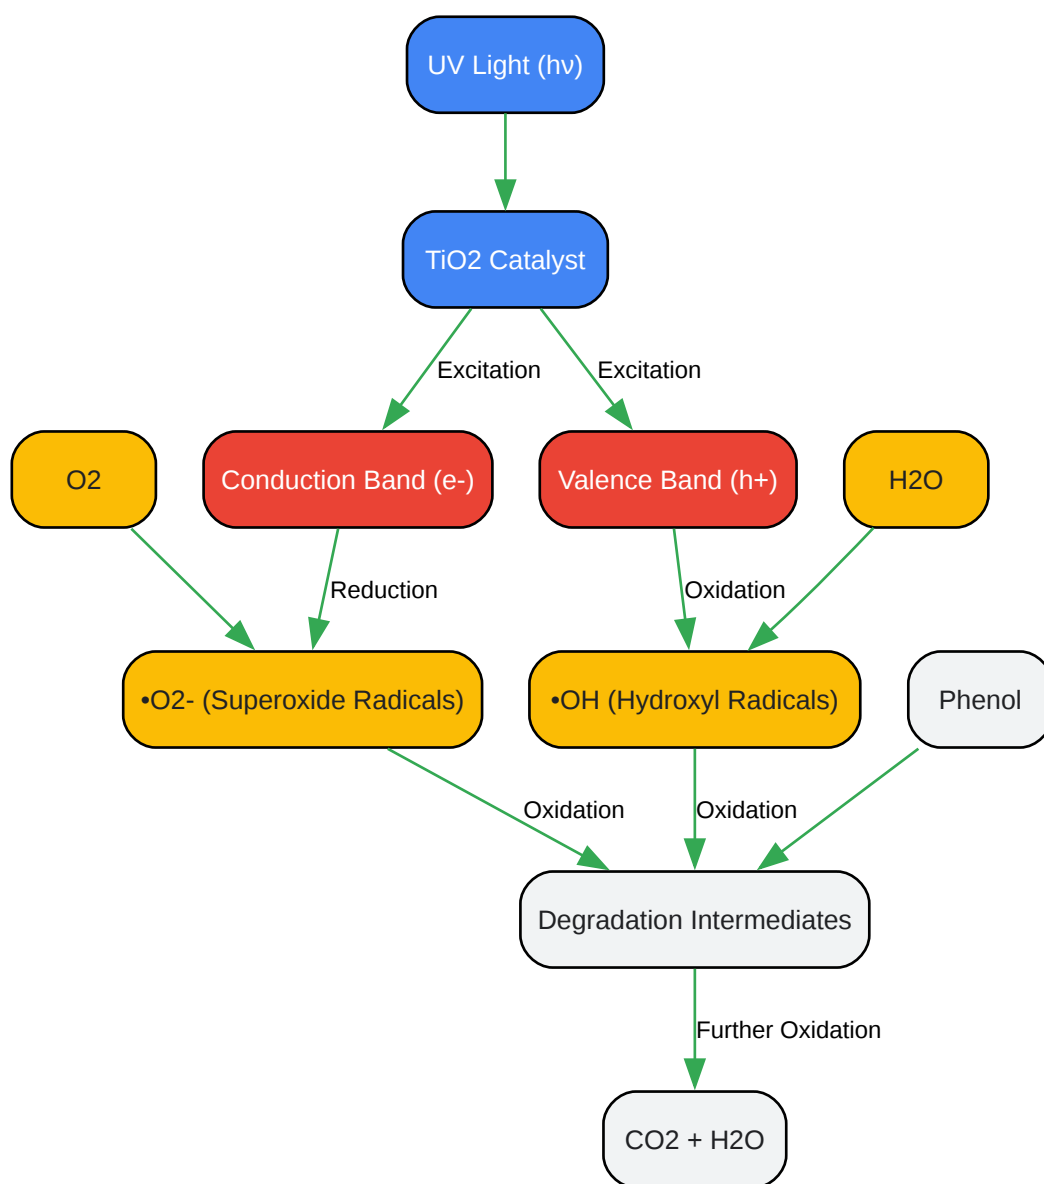 UV Light (hν)
TiO2 Catalyst
Excitation
Excitation
O2
Conduction Band (e-)
Valence Band (h+)
H2O
Reduction
Oxidation
•O2- (Superoxide Radicals)
•OH (Hydroxyl Radicals)
Phenol
Oxidation
Oxidation
Degradation Intermediates
Further Oxidation
CO2 + H2O